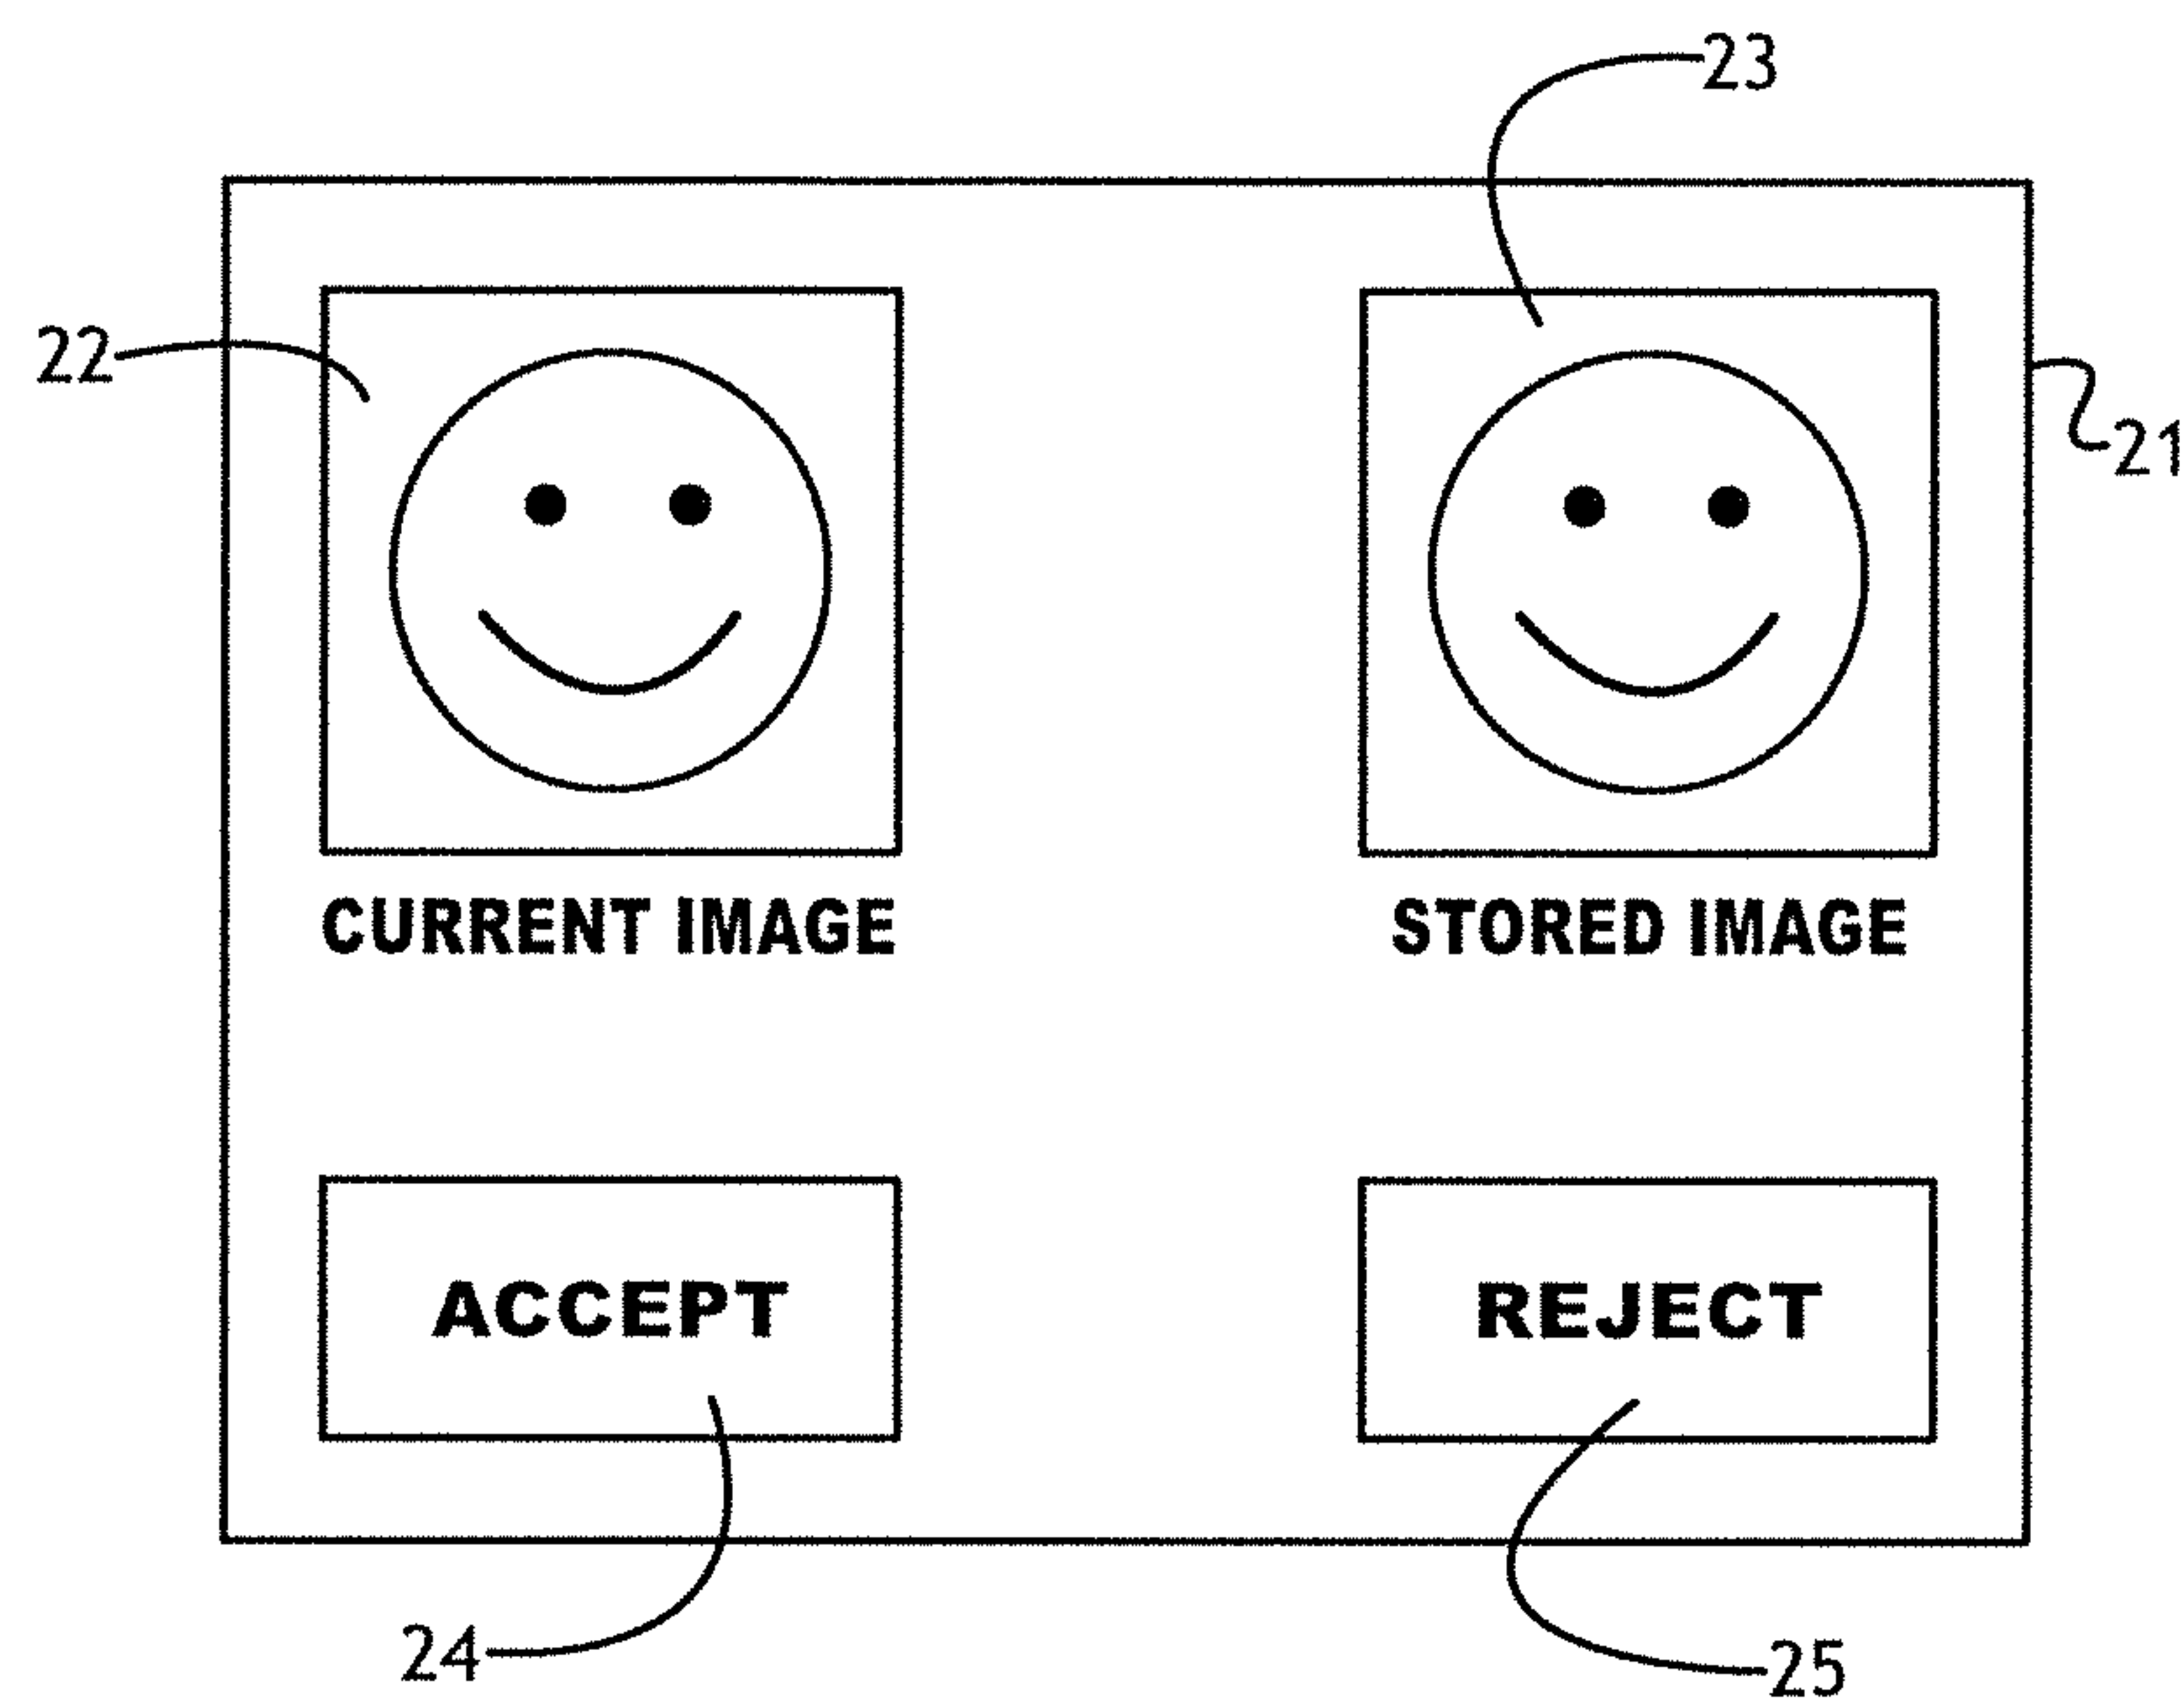 23
22
21
CURRENT IMAGE
STORED IMAGE
ACCEPT
REJECT
24
25